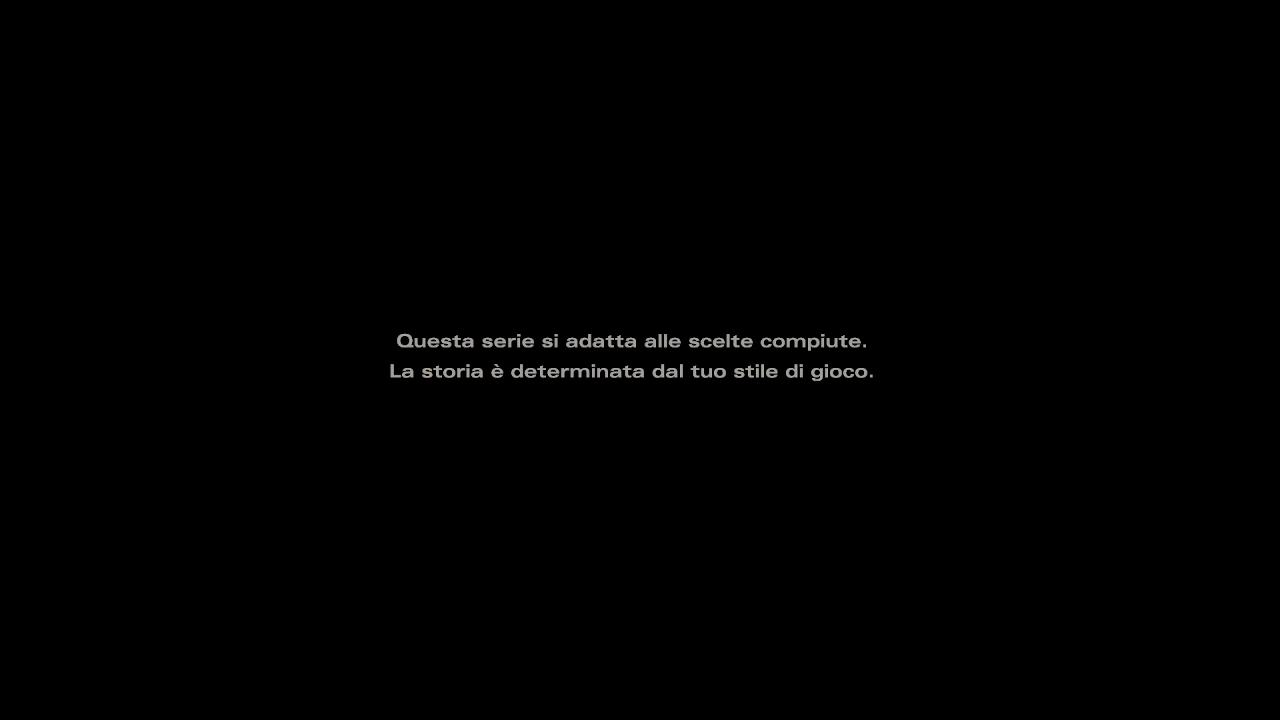 Questa serie si adatta alle scelte compiute.
La storia è determinata dal tuo stile di gioco.